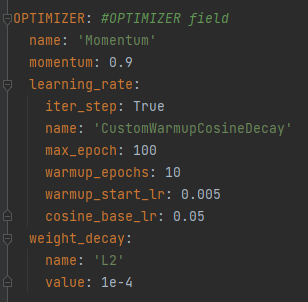 OPTIMIZER: #OPTIMIZER field
  name: 'Momentum'
  momentum: 0.9
  learning_rate:
    iter_step: True
    name: 'CustomWarmupCosineDecay'
    max_epoch: 100
    warmup_epochs: 10
    warmup_start_lr: 0.005
    cosine_base_lr: 0.05
  weight_decay:
    name: 'L2'
    value: 1e-4